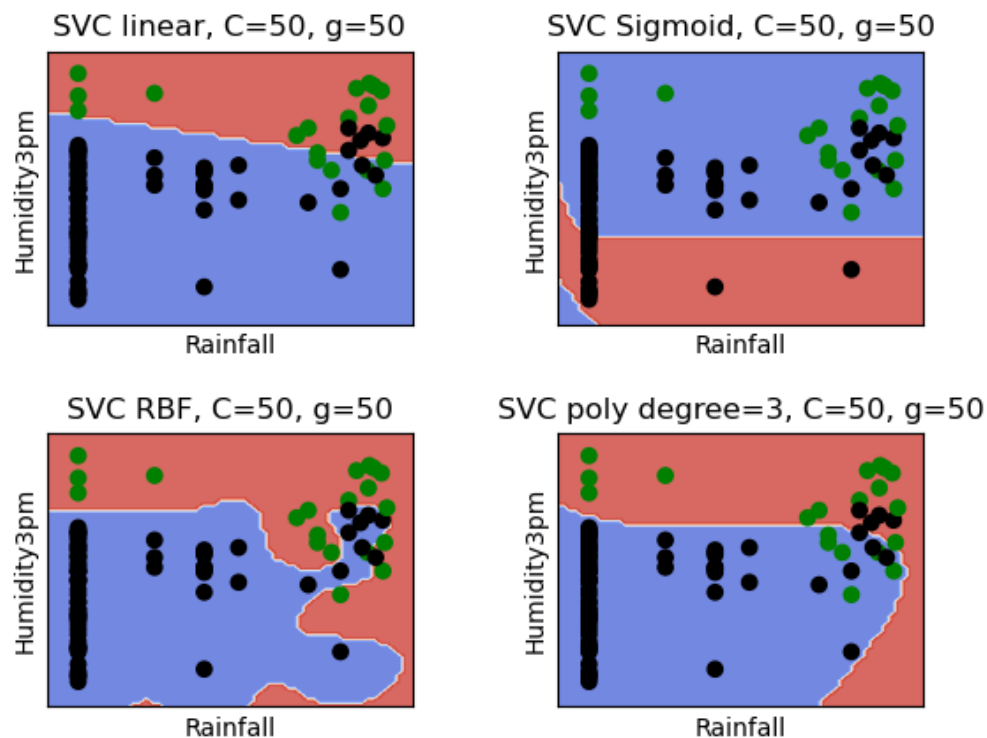 SVC linear, C=50, g=50
Humidity3pm
Rainfall
SVC Sigmoid, C=50, g=50
Humidity3pm
Rainfall
SVC RBF, C=50, g=50
Humidity3pm
Rainfall
SVC poly degree=3, C=50, g=50
Humidity3pm
Rainfall